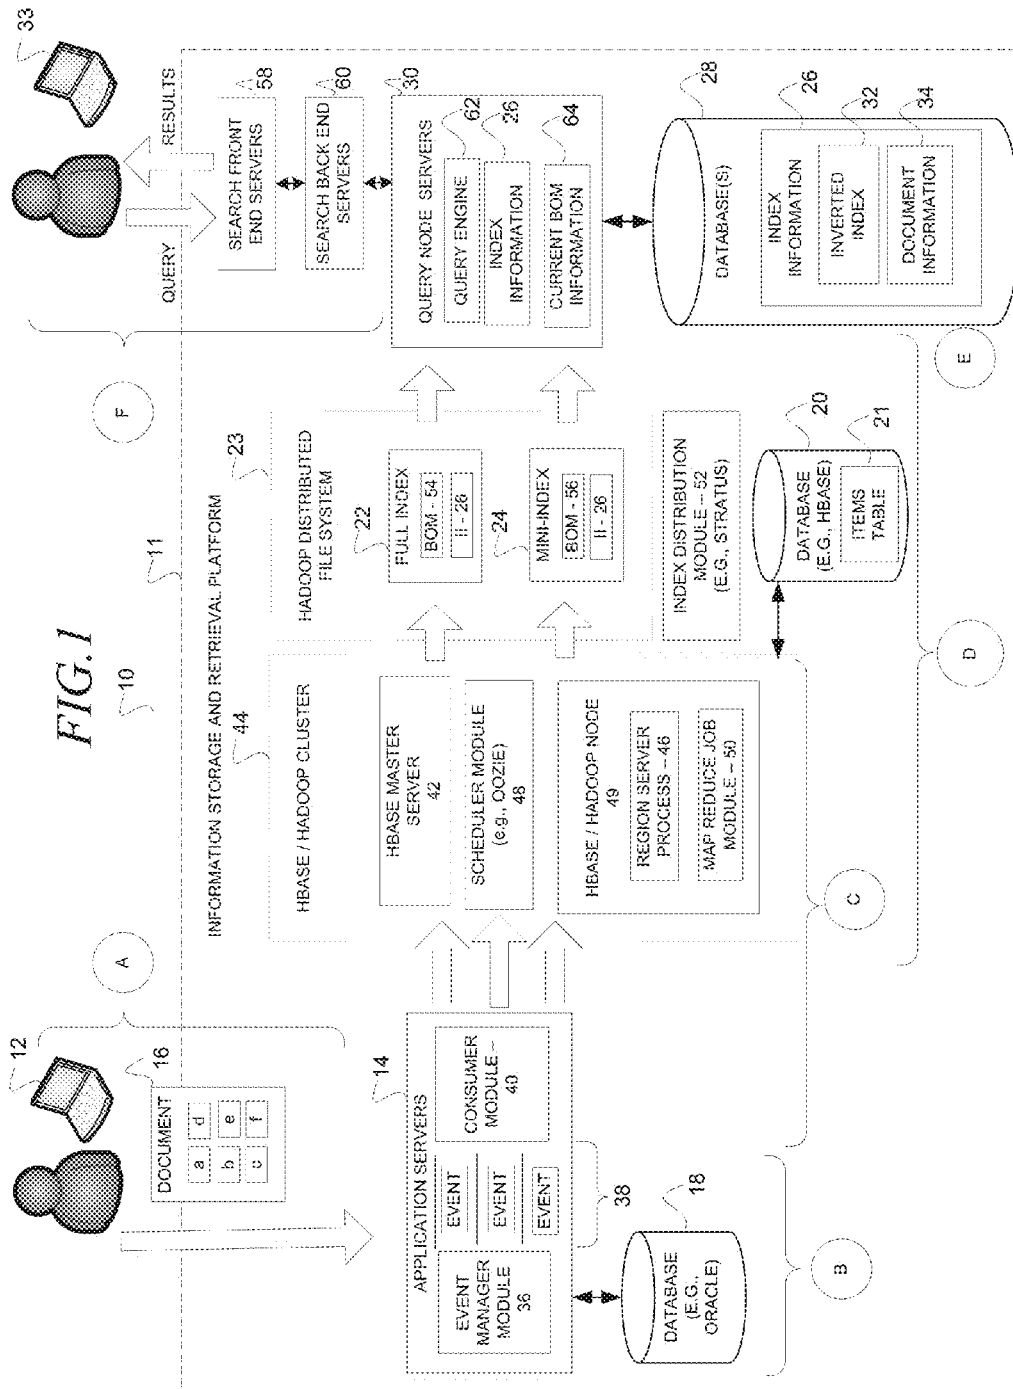 FIG.1
10
11
INFORMATION STORAGE AND RETRIEVAL PLATFORM
12
16
DOCUMENT
a
d
b
e
c
f
A
14
APPLICATION SERVERS
EVENT
MANAGER
MODULE
36
EVENT
EVENT
EVENT
38
CONSUMER
MODULE –
40
DATABASE
(E.G.,
ORACLE)
18
B
44
HBASE / HADOOP CLUSTER
HBASE MASTER
SERVER
42
SCHEDULER MODULE
(e.g., OOZIE)
48
HBASE / HADOOP NODE
49
REGION SERVER
PROCESS – 46
MAP REDUCE JOB
MODULE – 50
C
23
HADOOP DISTRIBUTED
FILE SYSTEM
22
FULL INDEX
BOM - 54
II - 26
24
MINI-INDEX
BOM - 56
II - 26
INDEX DISTRIBUTION
MODULE – 52
(E.G., STRATUS)
20
DATABASE
(E.G., HBASE)
21
ITEMS
TABLE
D
F
33
QUERY
RESULTS
SEARCH FRONT
END SERVERS
58
SEARCH BACK END
SERVERS
60
30
QUERY NODE SERVERS
QUERY ENGINE
62
INDEX
INFORMATION
26
CURRENT BOM
INFORMATION
64
28
DATABASE(S)
INDEX
INFORMATION
26
INVERTED
INDEX
32
DOCUMENT
INFORMATION
34
E